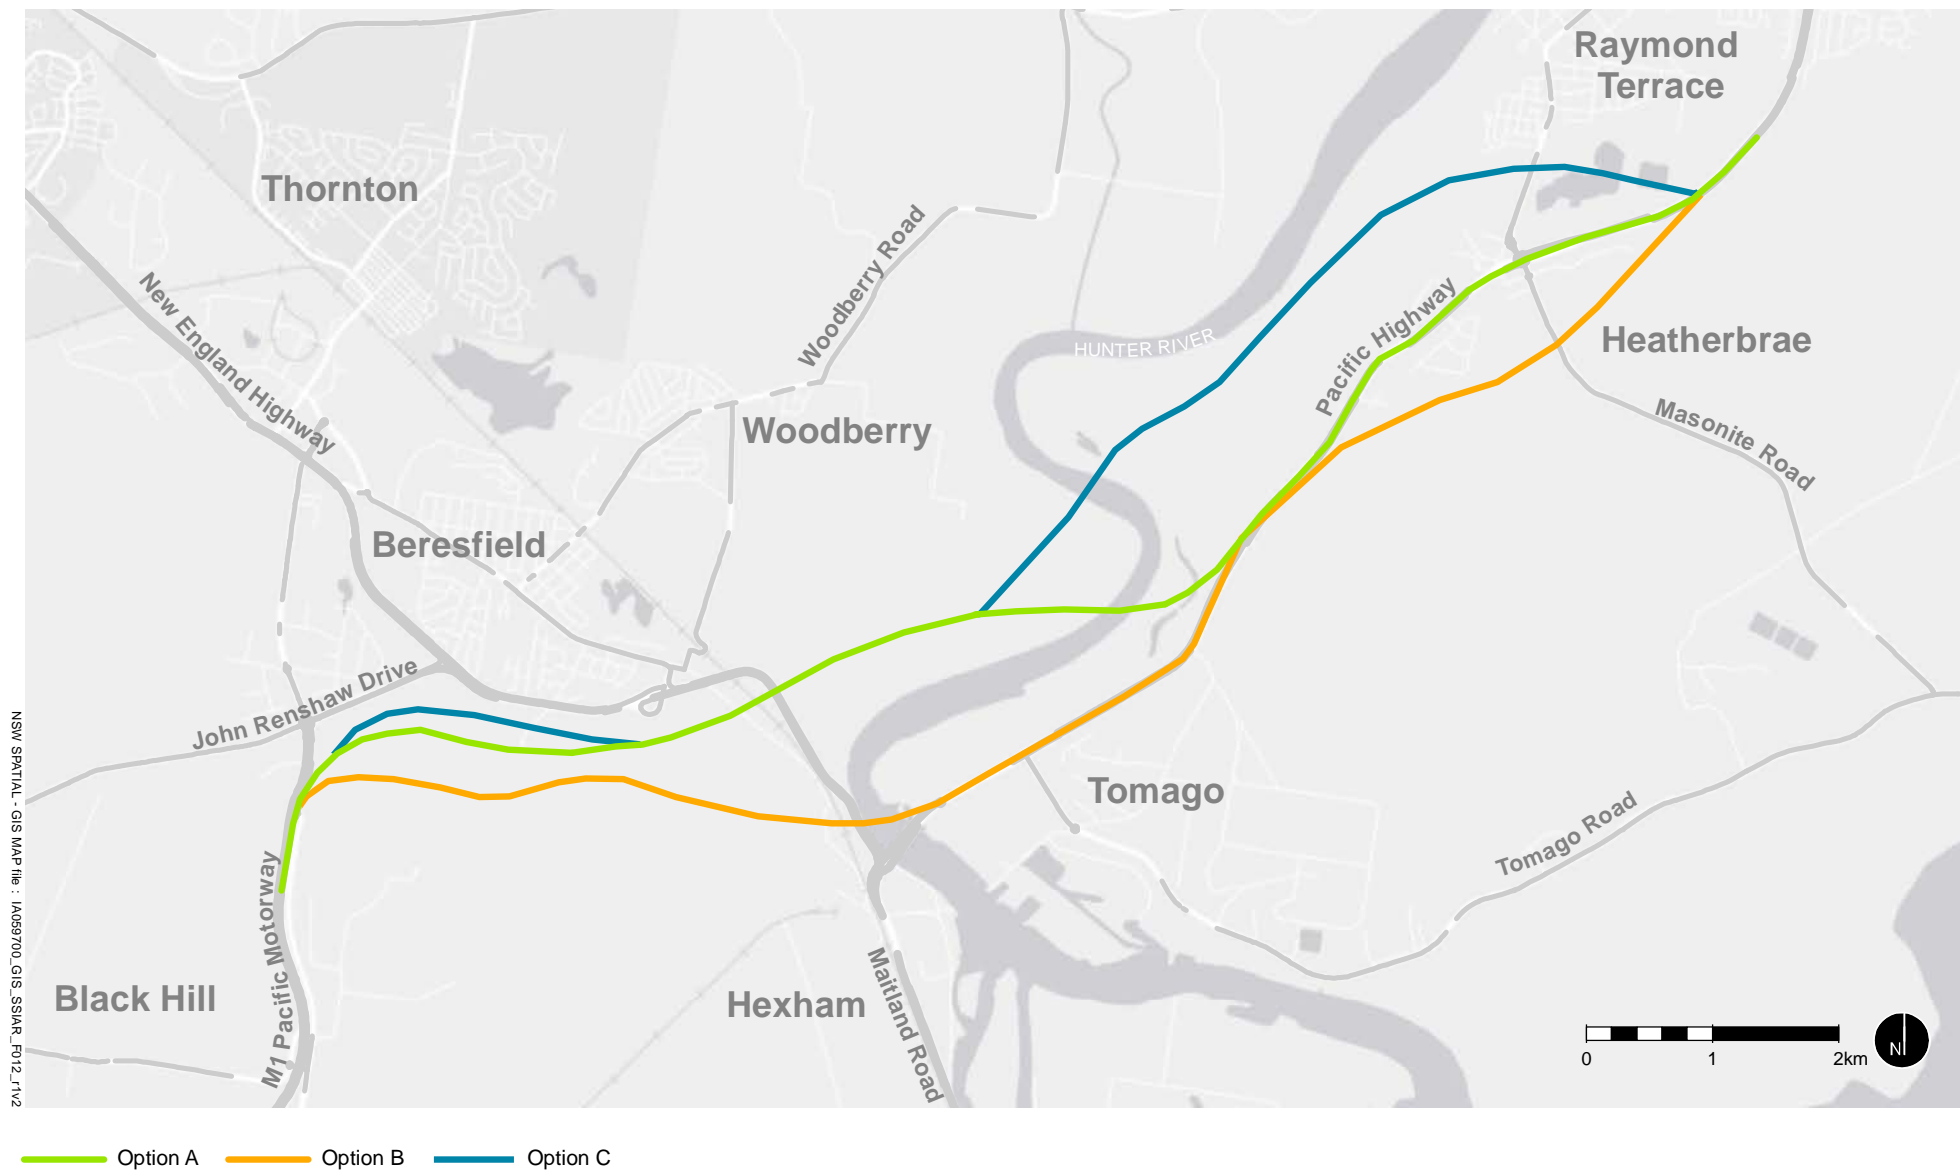 Raymond
Terrace
Thornton
Woodberry Road
New England Highway
HUNTER RIVER
Pacific Highway
Heatherbrae
Woodberry
Masonite Road
Beresfield
John Renshaw Drive
Tomago
Tomago Road
M1 Pacific Motorway
Black Hill
Hexham
Maitland Road
0 1 2km
N
NSW SPATIAL - GIS MAP file : IA059700_GIS_SSIAR_F012_r1v2
Option A Option B Option C